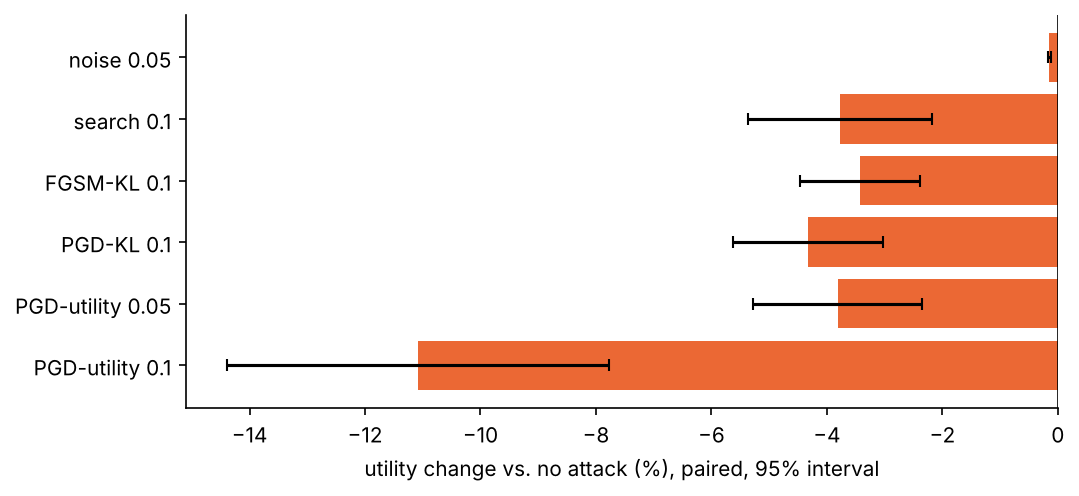 noise 0.05
search 0.1
FGSM-KL 0.1
PGD-KL 0.1
PGD-utility 0.05
PGD-utility 0.1
−14 −12 −10 −8 −6 −4 −2 0
utility change vs. no attack (%), paired, 95% interval